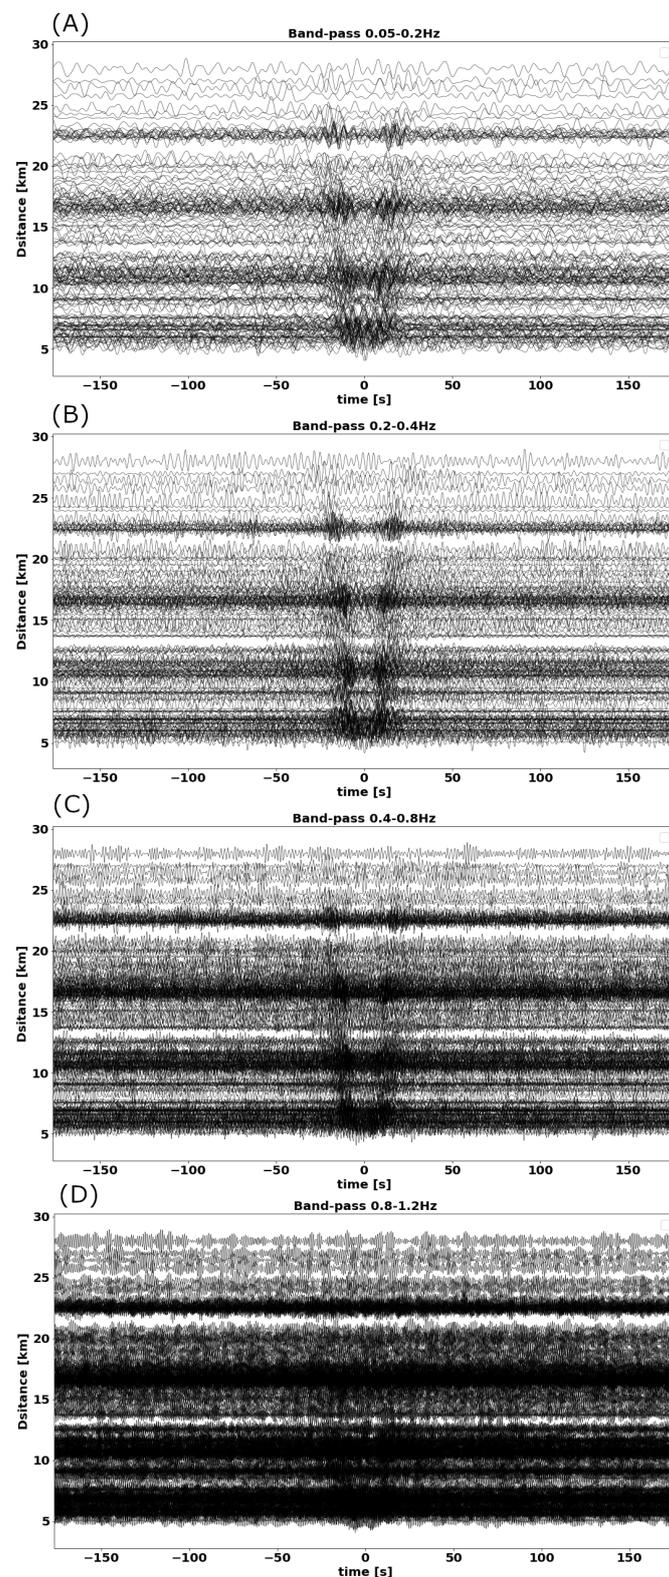 (A)
Band-pass 0.05-0.2Hz
30
25
20
15
10
5
Dsitance [km]
−150 −100 −50 0 50 100 150
time [s]
(B)
Band-pass 0.2-0.4Hz
30
25
20
15
10
5
Dsitance [km]
−150 −100 −50 0 50 100 150
time [s]
(C)
Band-pass 0.4-0.8Hz
30
25
20
15
10
5
Dsitance [km]
−150 −100 −50 0 50 100 150
time [s]
(D)
Band-pass 0.8-1.2Hz
30
25
20
15
10
5
Dsitance [km]
−150 −100 −50 0 50 100 150
time [s]